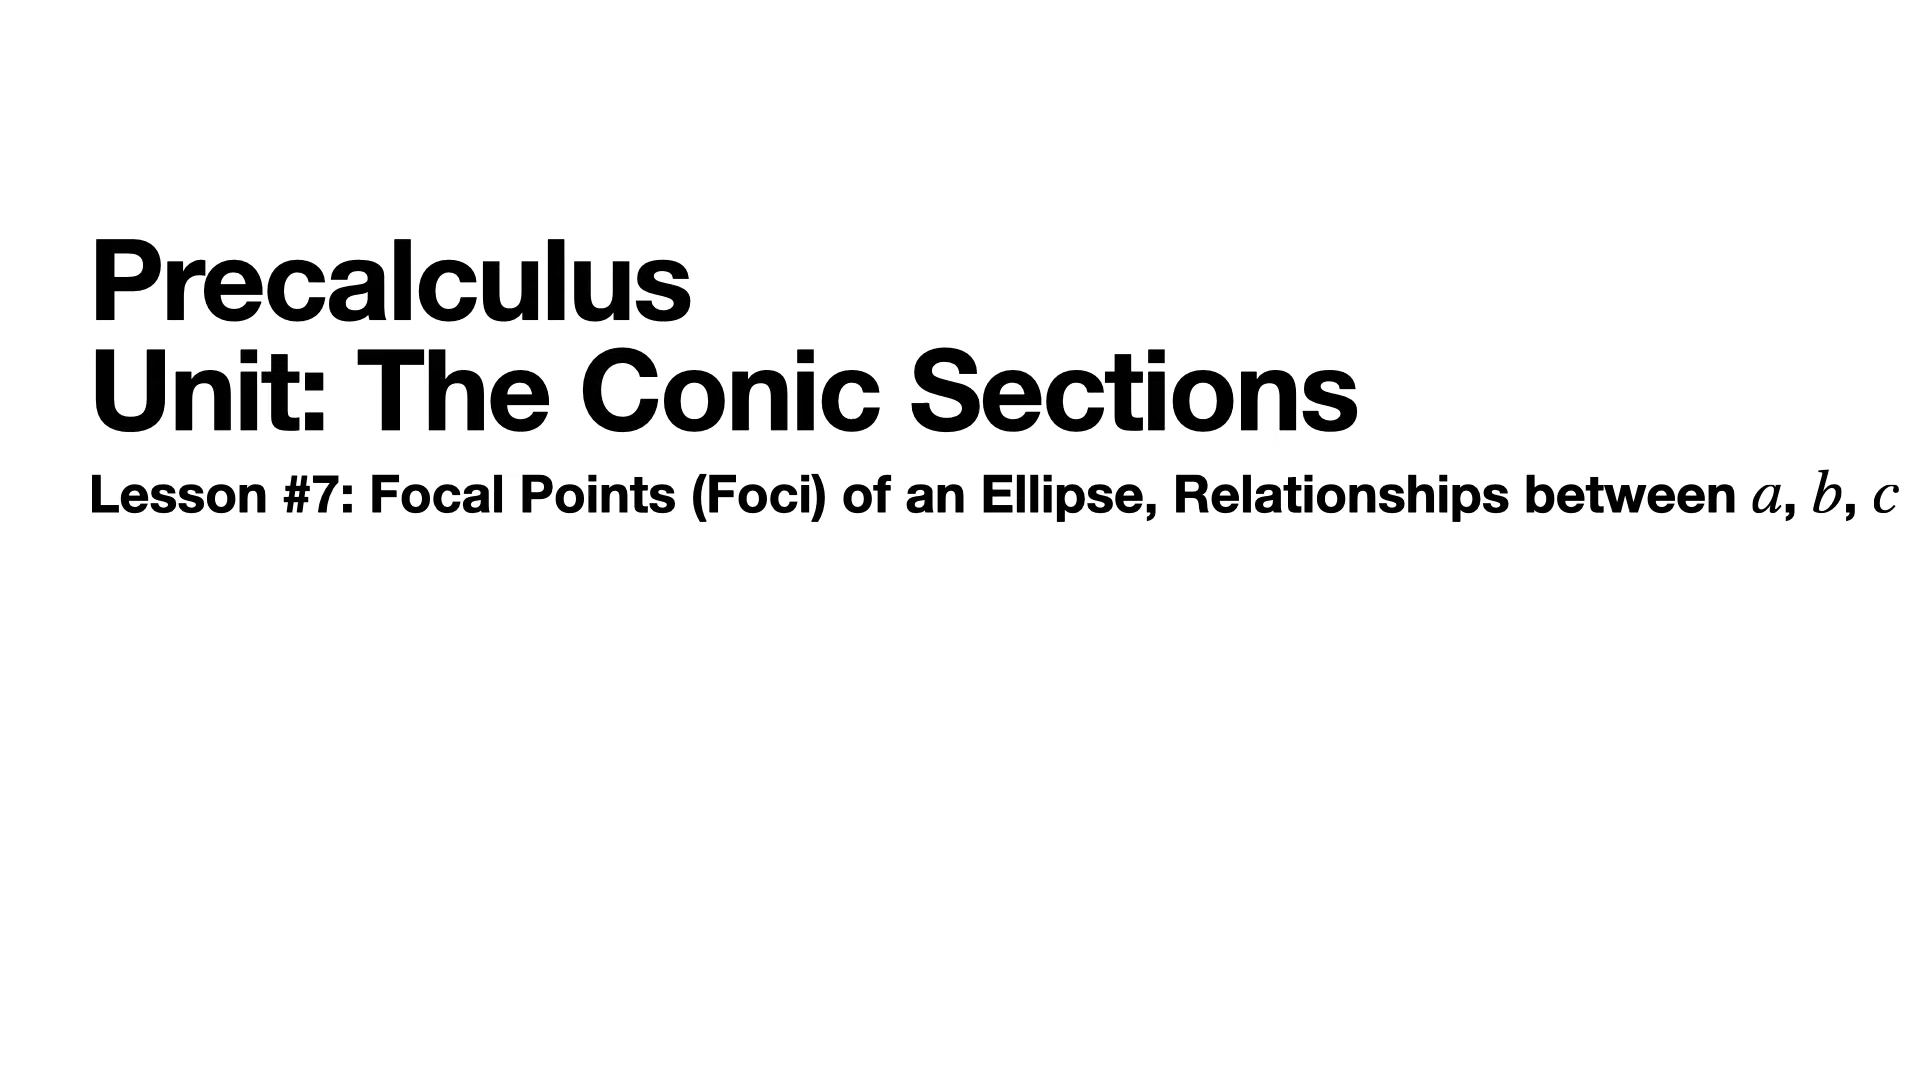 Precalculus
Unit: The Conic Sections
Lesson #7: Focal Points (Foci) of an Ellipse, Relationships between a, b, c